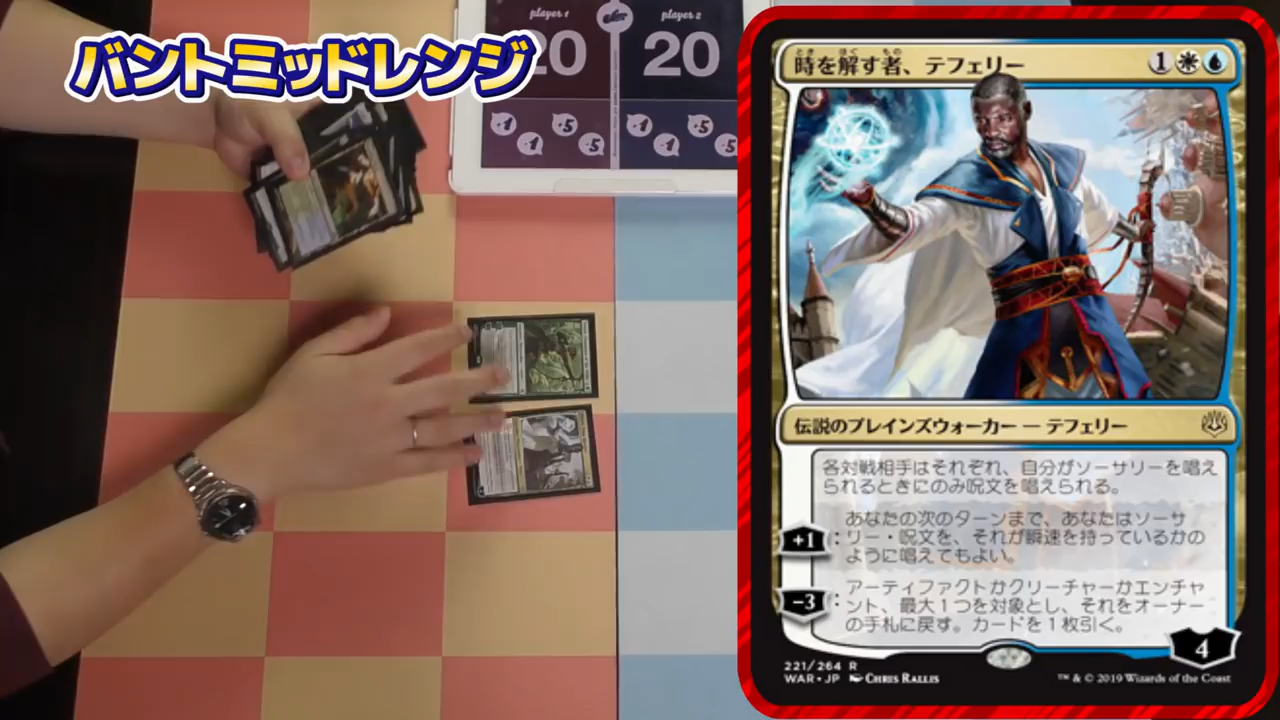 バントミッドレンジ
player 1
player 2
20
20
-1
+5
-1
+5
-1
+5
-1
+5
時を解す者、テフェリー
とき
ほぐ
もの
1
伝説のプレインズウォーカー — テフェリー
各対戦相手はそれぞれ、自分がソーサリーを唱え
られるときにのみ呪文を唱えられる。
+1
:
あなたの次のターンまで、あなたはソーサ
リー・呪文を、それが瞬速を持っているかの
ように唱えてもよい。
-3
:
アーティファクトかクリーチャーかエンチャ
ント、最大1つを対象とし、それをオーナー
の手札に戻す。カードを1枚引く。
4
221/264 R
WAR • JP Chris Rallis
™ & © 2019 Wizards of the Coast